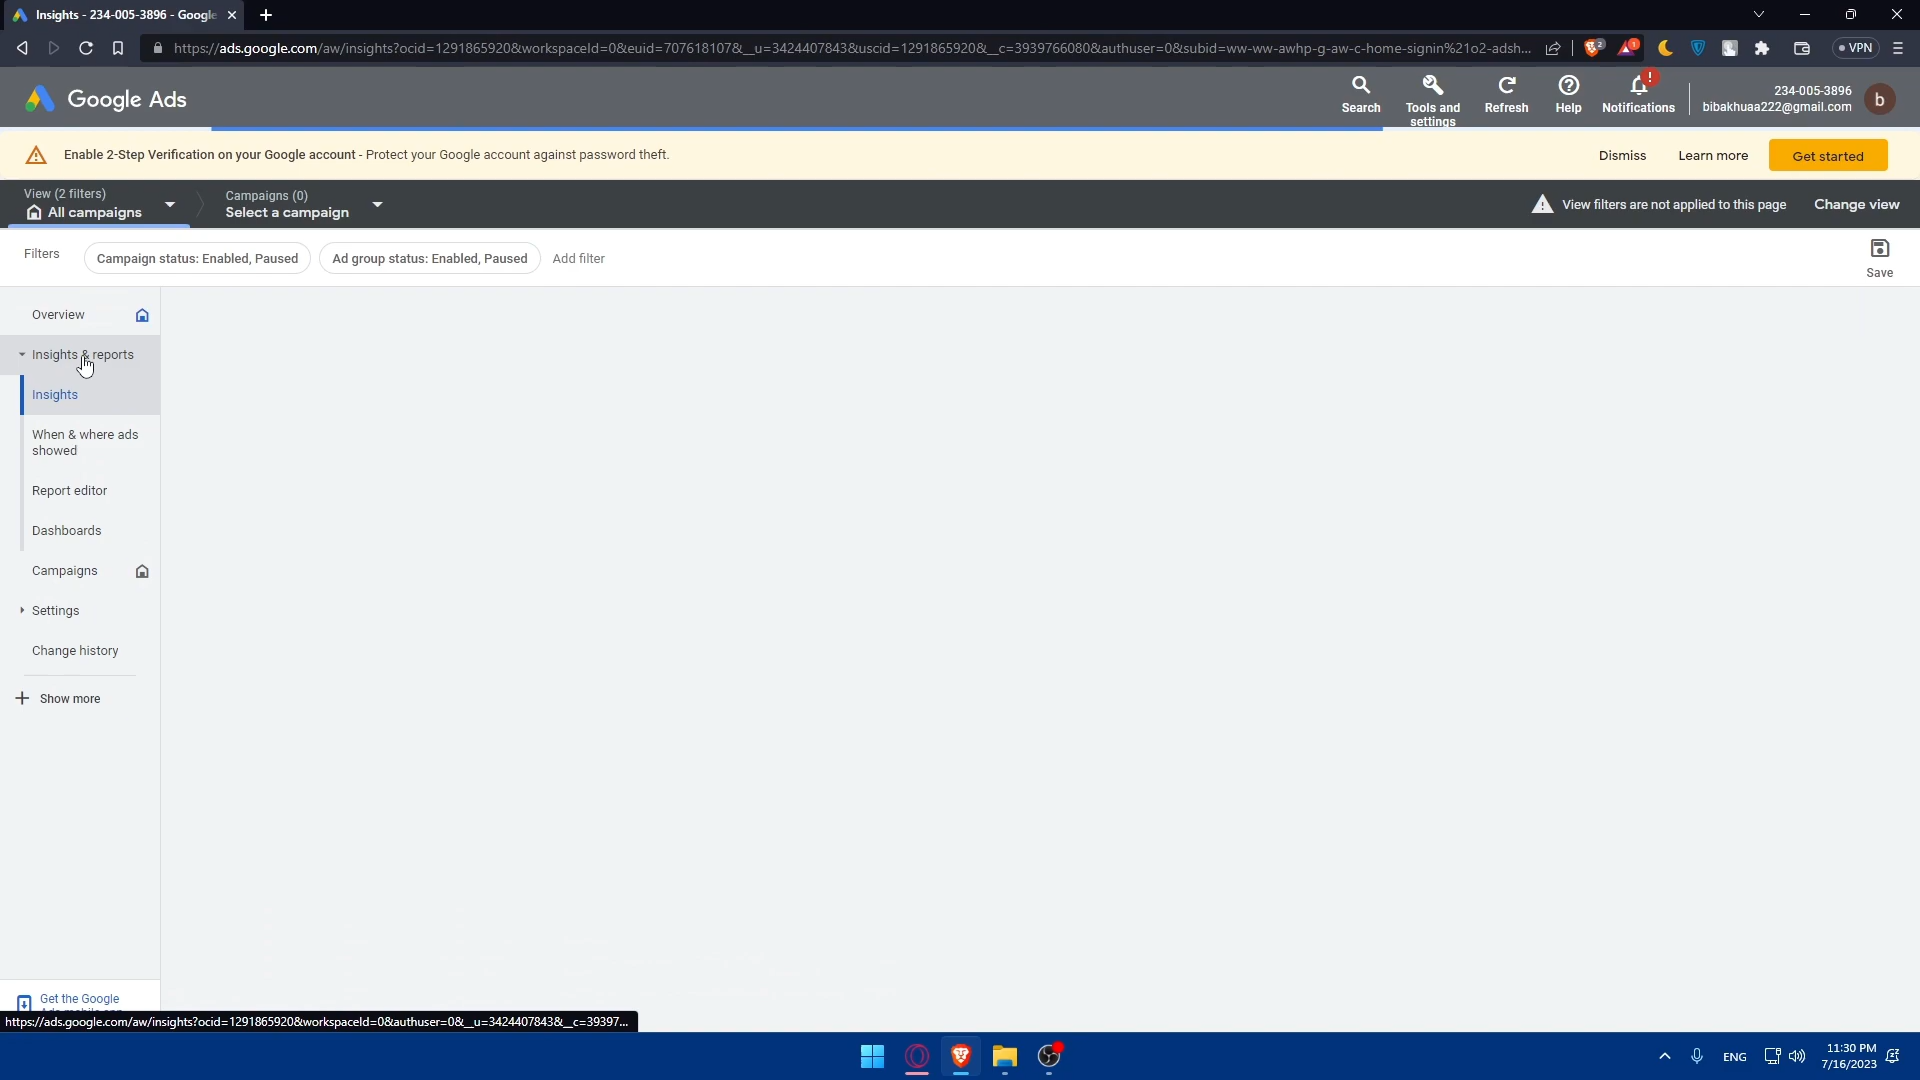 Insights - 234-005-3896 - Google
https://ads.google.com/aw/insights?ocid=1291865920&workspaceId=0&euid=707618107&__u=3424407843&uscid=1291865920&__c=3939766080&authuser=0&subid=ww-ww-awhp-g-aw-c-home-signin%21o2-adsh...
2
1
VPN
Google Ads
Search
Tools and
settings
Refresh
Help
Notifications
!
234-005-3896
bibakhuaa222@gmail.com
b
Enable 2-Step Verification on your Google account - Protect your Google account against password theft.
Dismiss
Learn more
Get started
View (2 filters)
All campaigns
Campaigns (0)
Select a campaign
View filters are not applied to this page
Change view
Filters
Campaign status: Enabled, Paused
Ad group status: Enabled, Paused
Add filter
Save
Overview
Insights & reports
Insights
When & where ads
showed
Report editor
Dashboards
Campaigns
Settings
Change history
Show more
Get the Google
https://ads.google.com/aw/insights?ocid=1291865920&workspaceId=0&authuser=0&__u=3424407843&__c=39397...
ENG
11:30 PM
7/16/2023